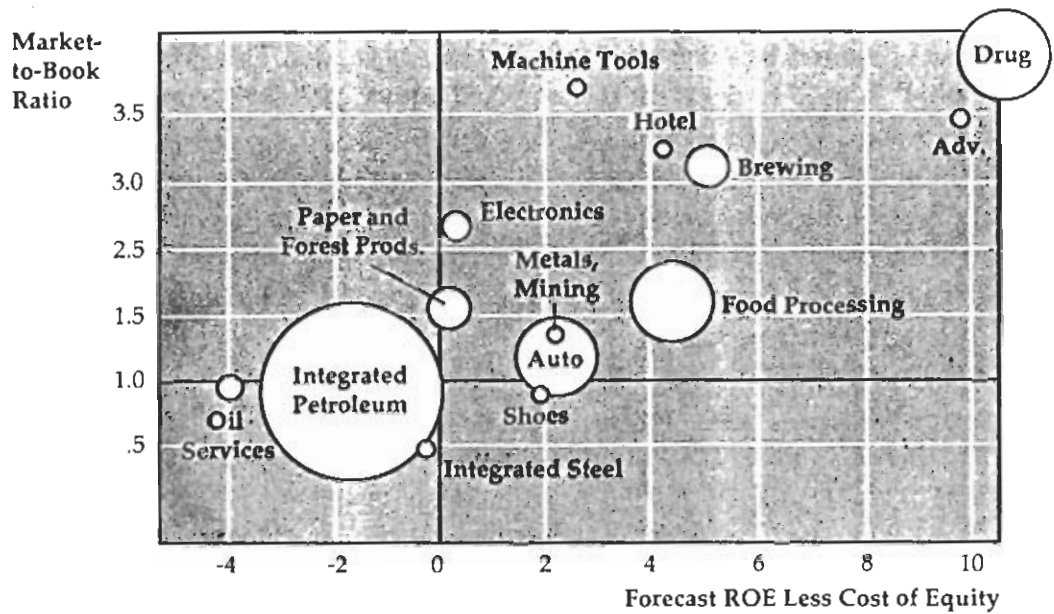 Market-
to-Book
Ratio
Drug
Machine Tools
3.5
Hotel
Adv.
3.0
Brewing
Paper and
Forest Prods.
Electronics
2.5
Metals,
Mining
Food Processing
1.5
Auto
1.0
Integrated
Petroleum
Oil
Services
Shoes
.5
Integrated Steel
-4
-2
0
2
4
6
8
10
Forecast ROE Less Cost of Equity